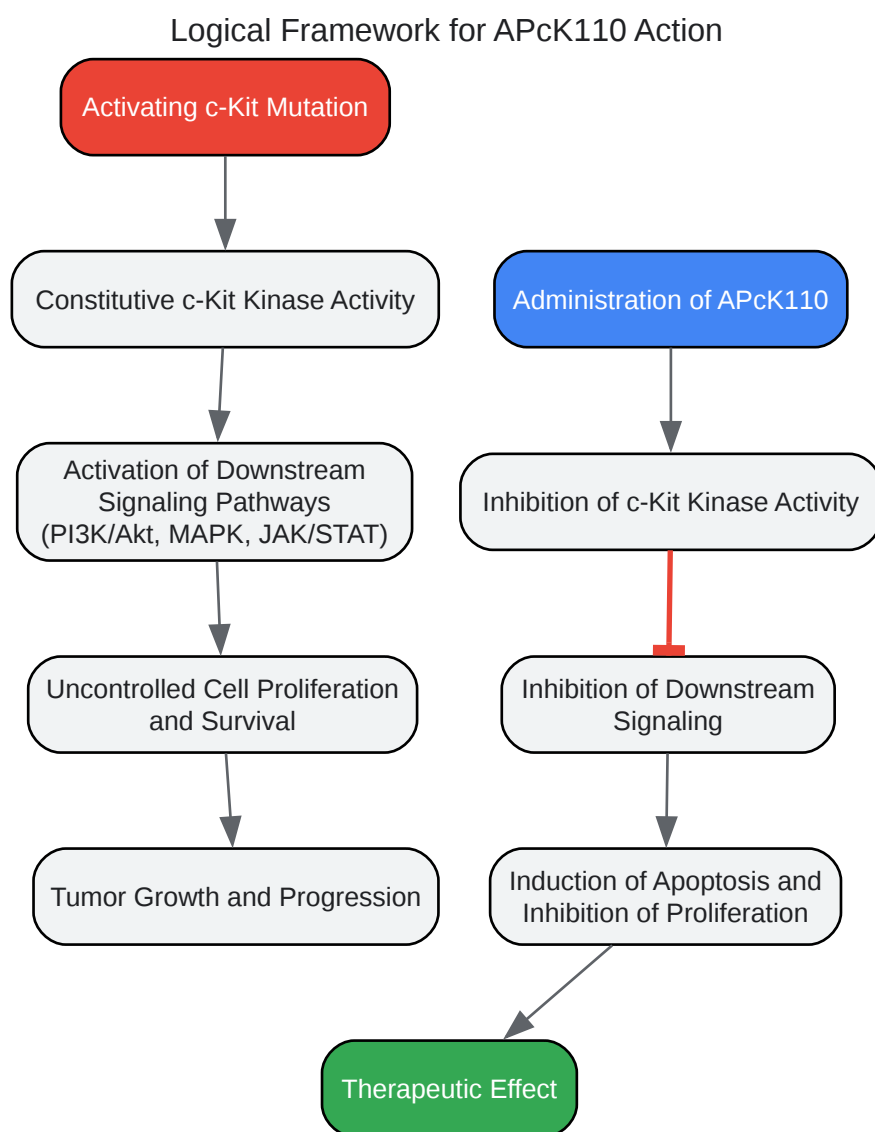 Logical Framework for APcK110 Action
Activating c-Kit Mutation
Constitutive c-Kit Kinase Activity
Administration of APcK110
Activation of Downstream
Signaling Pathways
(PI3K/Akt, MAPK, JAK/STAT)
Inhibition of c-Kit Kinase Activity
Uncontrolled Cell Proliferation
and Survival
Inhibition of Downstream
Signaling
Tumor Growth and Progression
Induction of Apoptosis and
Inhibition of Proliferation
Therapeutic Effect